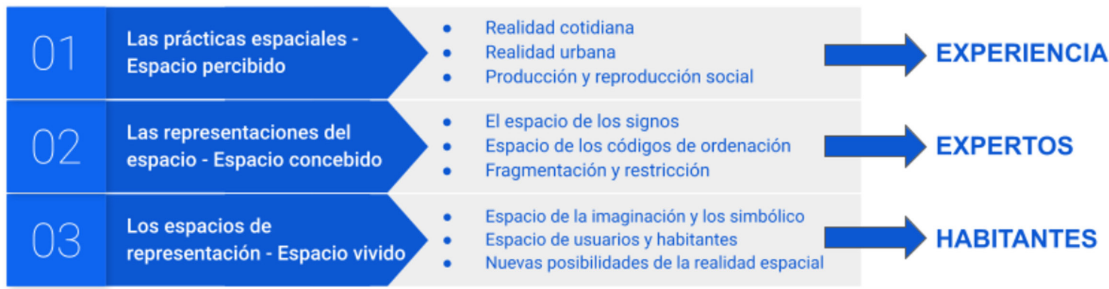 01
Las prácticas espaciales -
Espacio percibido
● Realidad cotidiana
● Realidad urbana
● Producción y reproducción social
EXPERIENCIA
02
Las representaciones del
espacio - Espacio concebido
● El espacio de los signos
● Espacio de los códigos de ordenación
● Fragmentación y restricción
EXPERTOS
03
Los espacios de
representación - Espacio vivido
● Espacio de la imaginación y los simbólico
● Espacio de usuarios y habitantes
● Nuevas posibilidades de la realidad espacial
HABITANTES